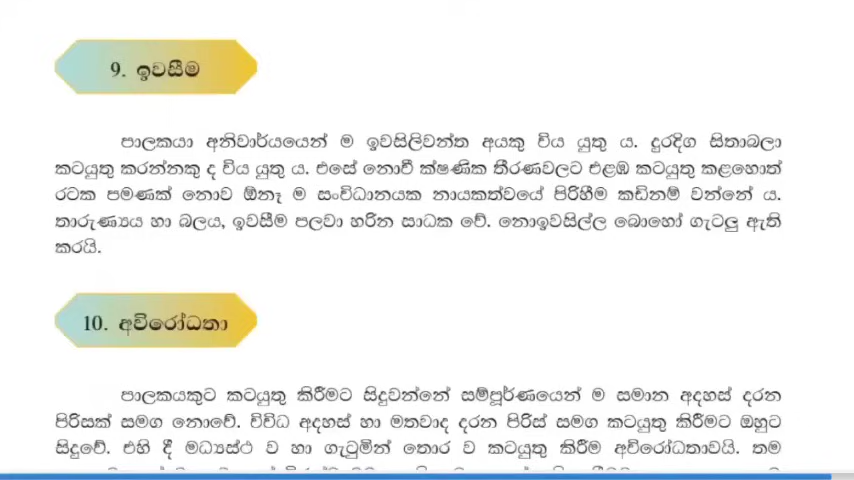 9. ඉවසීම
පාලකයා අනිවාර්යයෙන් ම ඉවසිලිවන්ත අයකු විය යුතු ය. දුරදිග සිතාබලා
කටයුතු කරන්නකු ද විය යුතු ය. එසේ නොවී ක්ෂණික තීරණවලට එළඹ කටයුතු කළහොත්
රටක පමණක් නොව ඕනෑ ම සංවිධානයක නායකත්වයේ පිරිහීම කඩිනම් වන්නේ ය.
තාරුණ්‍යය හා බලය, ඉවසීම පලවා හරින සාධක වේ. නොඉවසිල්ල බොහෝ ගැටලු ඇති
කරයි.
10. අවිරෝධතා
පාලකයකුට කටයුතු කිරීමට සිදුවන්නේ සම්පූර්ණයෙන් ම සමාන අදහස් දරන
පිරිසක් සමග නොවේ. විවිධ අදහස් හා මතවාද දරන පිරිස් සමග කටයුතු කිරීමට ඔහුට
සිදුවේ. එහි දී මධ්‍යස්ථ ව හා ගැටුමින් තොර ව කටයුතු කිරීම අවිරෝධතාවයි. තම